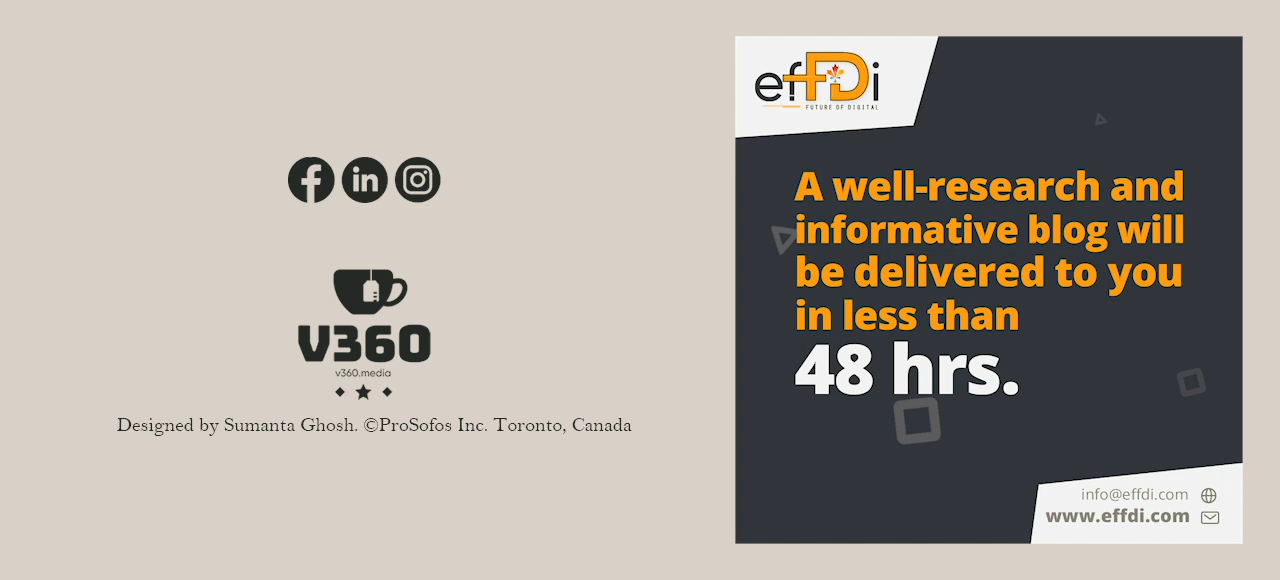 V360
v360.media
Designed by Sumanta Ghosh. ©ProSofos Inc. Toronto, Canada
efFDi
FUTURE OF DIGITAL
A well-research and
informative blog will
be delivered to you
in less than
48 hrs.
info@effdi.com
www.effdi.com